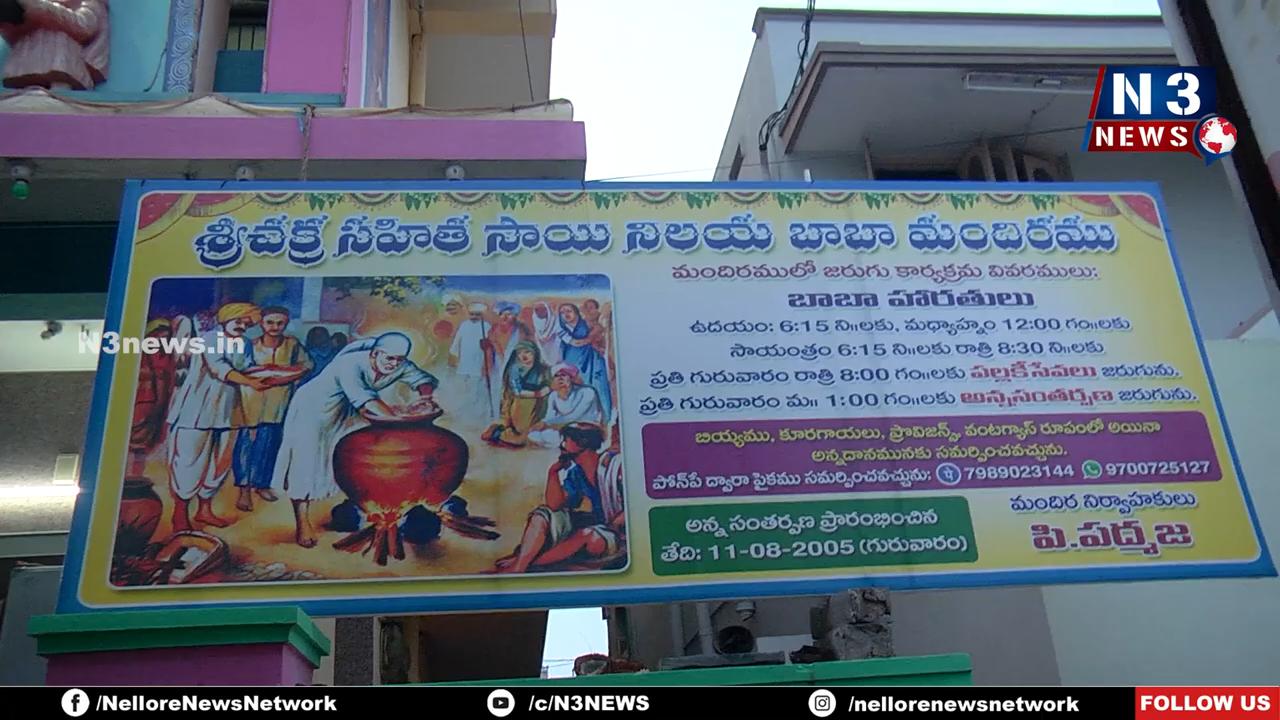 N3
NEWS
శ్రీచక్ర సహిత సాయి నిలయ బాబా మందిరము
మందిరములో జరుగు కార్యక్రమ వివరములు:
బాబా హారతులు
ఉదయం: 6:15 ని॥లకు, మధ్యాహ్నం 12:00 గం॥లకు
సాయంత్రం 6:15 ని॥లకు రాత్రి 8:30 ని॥లకు
ప్రతి గురువారం రాత్రి 8:00 గం॥లకు పల్లకీ సేవలు జరుగును.
ప్రతి గురువారం మ॥ 1:00 గం॥లకు అన్నసంతర్పణ జరుగును.
బియ్యము, కూరగాయలు, ప్రొవిజన్స్, వంటగ్యాస్ రూపంలో అయినా
అన్నదానమునకు సమర్పించవచ్చును.
ఫోన్‌పే ద్వారా పైకము సమర్పించవచ్చును: 7989023144 9700725127
అన్న సంతర్పణ ప్రారంభించిన
తేది: 11-08-2005 (గురువారం)
మందిర నిర్వాహకులు
పి.పద్మజ
N3news.in
/NelloreNewsNetwork /c/N3NEWS /nellorenewsnetwork FOLLOW US